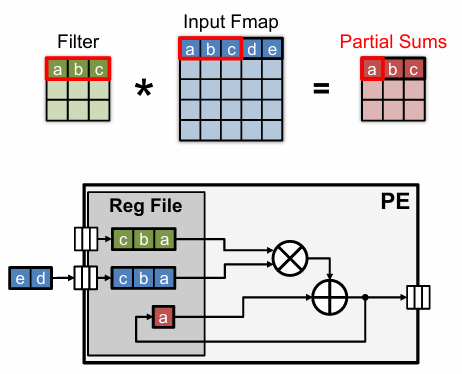 Filter
Input Fmap
Partial Sums
a b c
a b c d e
a b c
*
=
Reg File
PE
c b a
e d
c b a
a